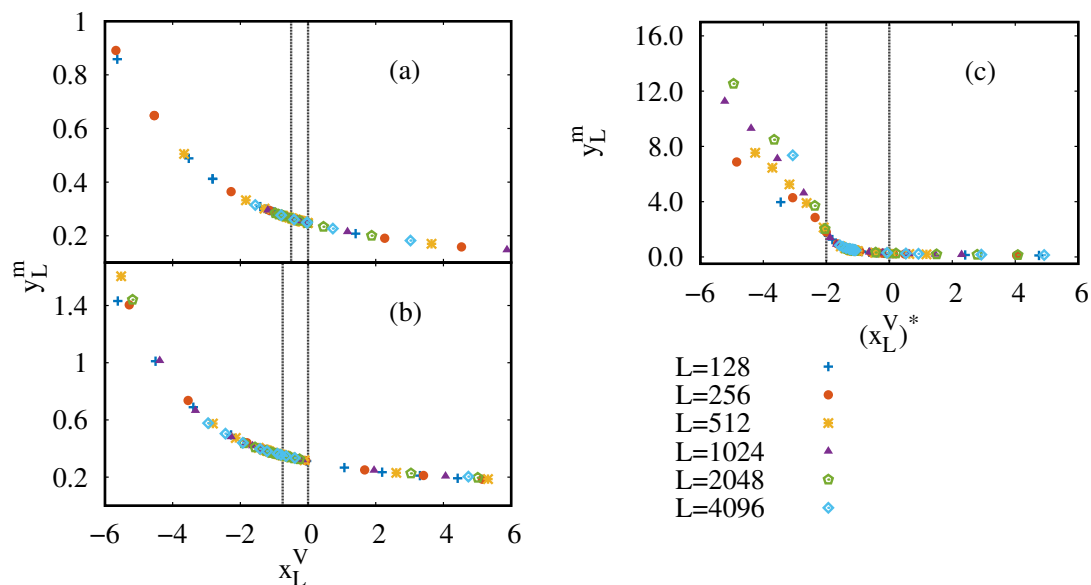 1
0.8
0.6
0.4
0.2
(a)
1.4
1
0.6
0.2
(b)
y_L^m
−6 −4 −2 0 2 4 6
x_L^V
16.0
12.0
8.0
4.0
0.0
(c)
y_L^m
−6 −4 −2 0 2 4 6
(x_L^V)^*
L=128
L=256
L=512
L=1024
L=2048
L=4096